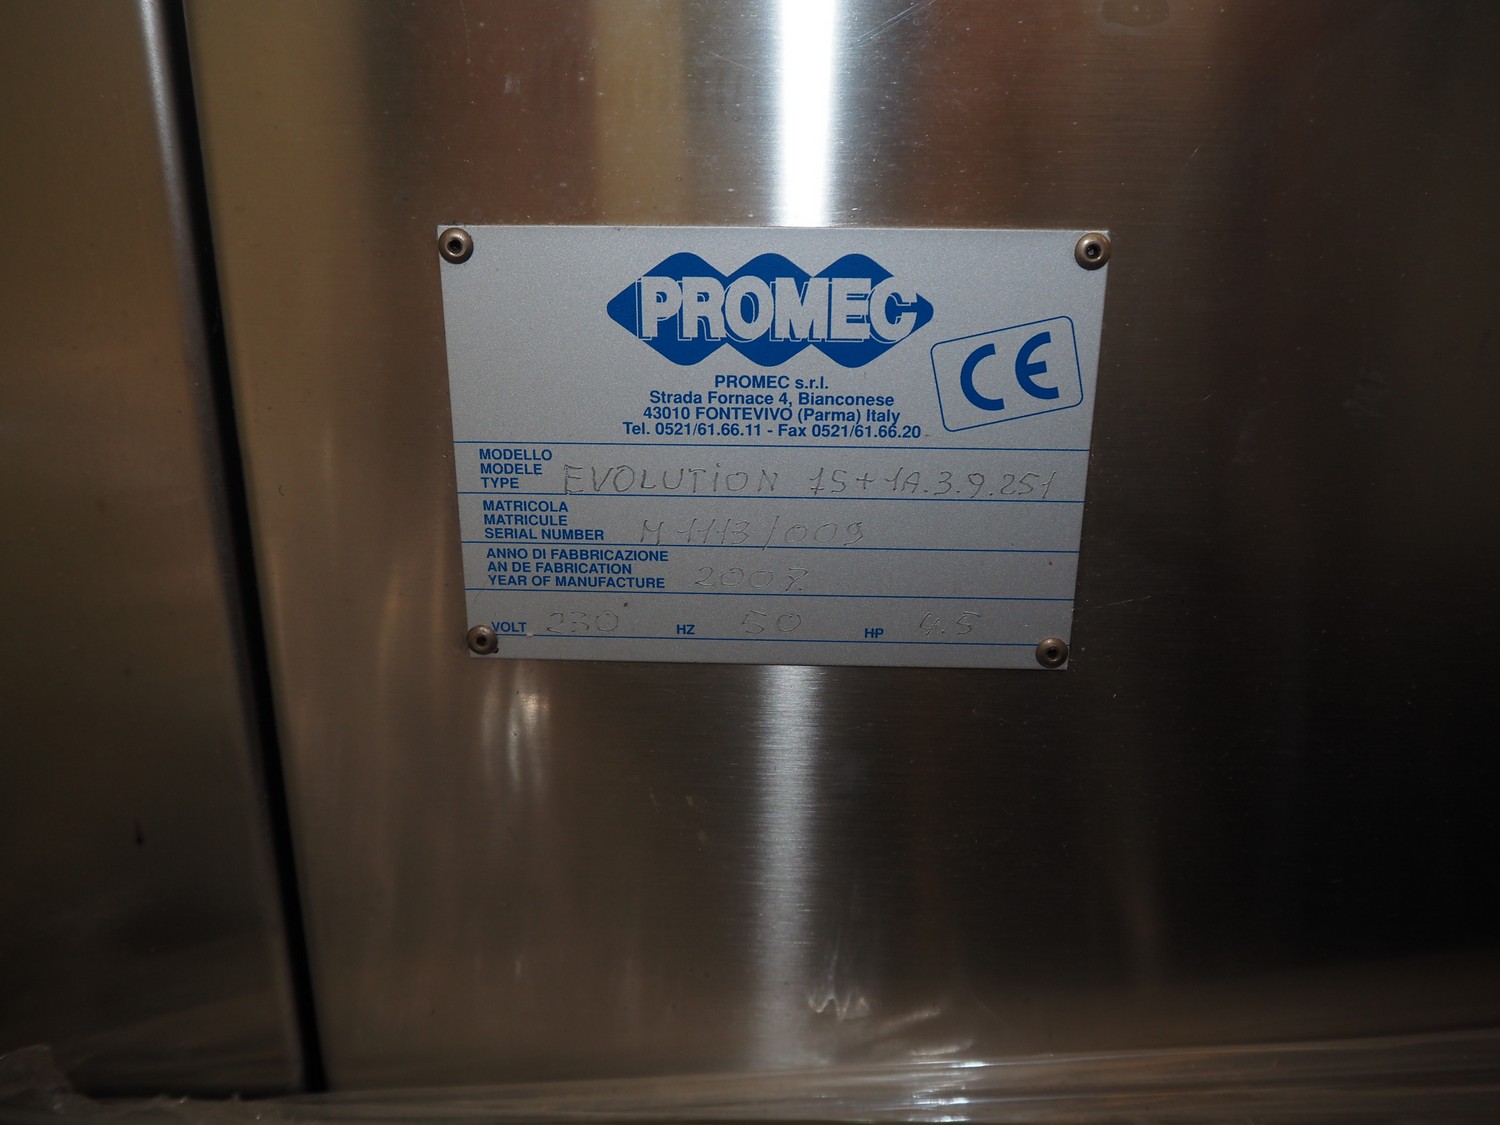 PROMEC
CE
PROMEC s.r.l.
Strada Fornace 4, Bianconese
43010 FONTEVIVO (Parma) Italy
Tel. 0521/61.66.11 - Fax 0521/61.66.20
MODELLO
MODELE
TYPE EVOLUTION 1S+1A.3.9.251
MATRICOLA
MATRICULE
SERIAL NUMBER M1113/009
ANNO DI FABBRICAZIONE
AN DE FABRICATION
YEAR OF MANUFACTURE 2007
VOLT 230 HZ 50 HP 4.5